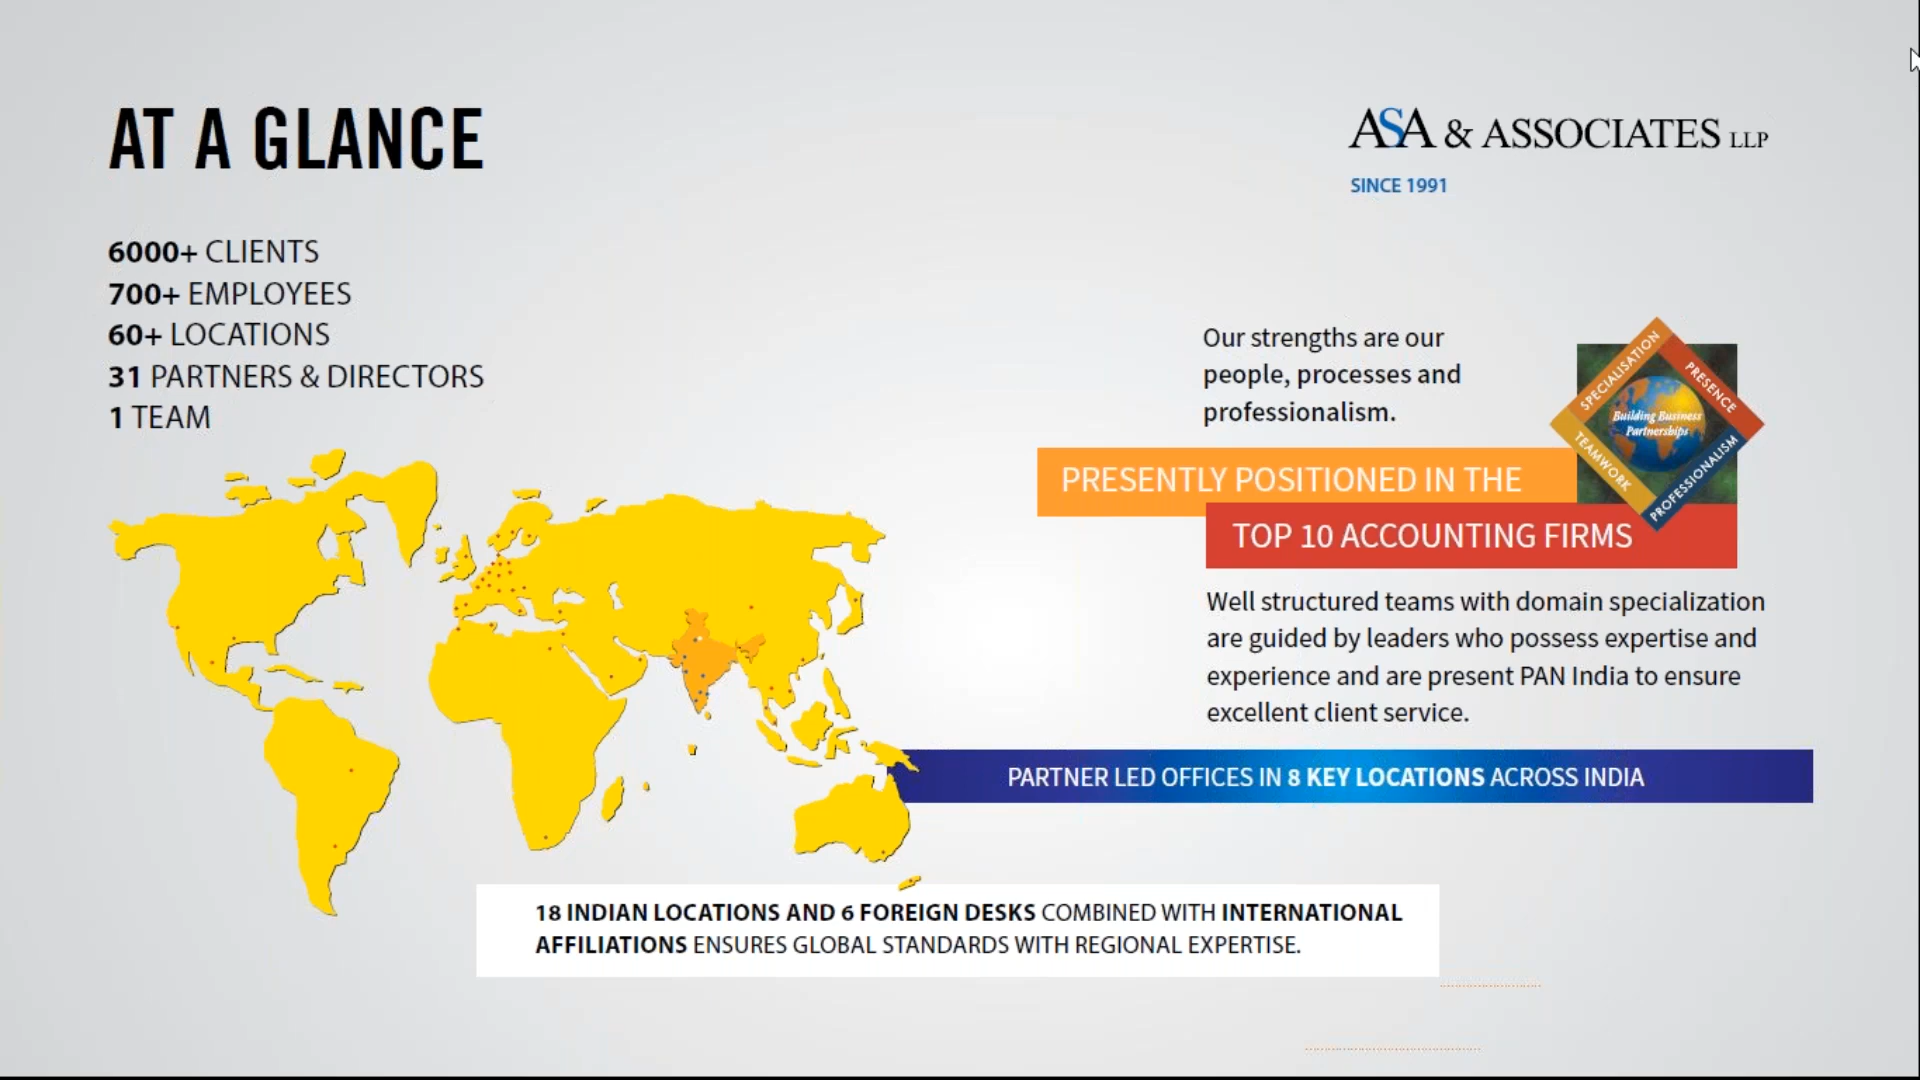 AT A GLANCE
ASA & ASSOCIATES LLP
SINCE 1991
6000+ CLIENTS
700+ EMPLOYEES
60+ LOCATIONS
31 PARTNERS & DIRECTORS
1 TEAM
Our strengths are our
people, processes and
professionalism.
SPECIALISATION
PRESENCE
Building Business
Partnerships
TEAMWORK
PROFESSIONALISM
PRESENTLY POSITIONED IN THE
TOP 10 ACCOUNTING FIRMS
Well structured teams with domain specialization
are guided by leaders who possess expertise and
experience and are present PAN India to ensure
excellent client service.
PARTNER LED OFFICES IN 8 KEY LOCATIONS ACROSS INDIA
18 INDIAN LOCATIONS AND 6 FOREIGN DESKS COMBINED WITH INTERNATIONAL
AFFILIATIONS ENSURES GLOBAL STANDARDS WITH REGIONAL EXPERTISE.